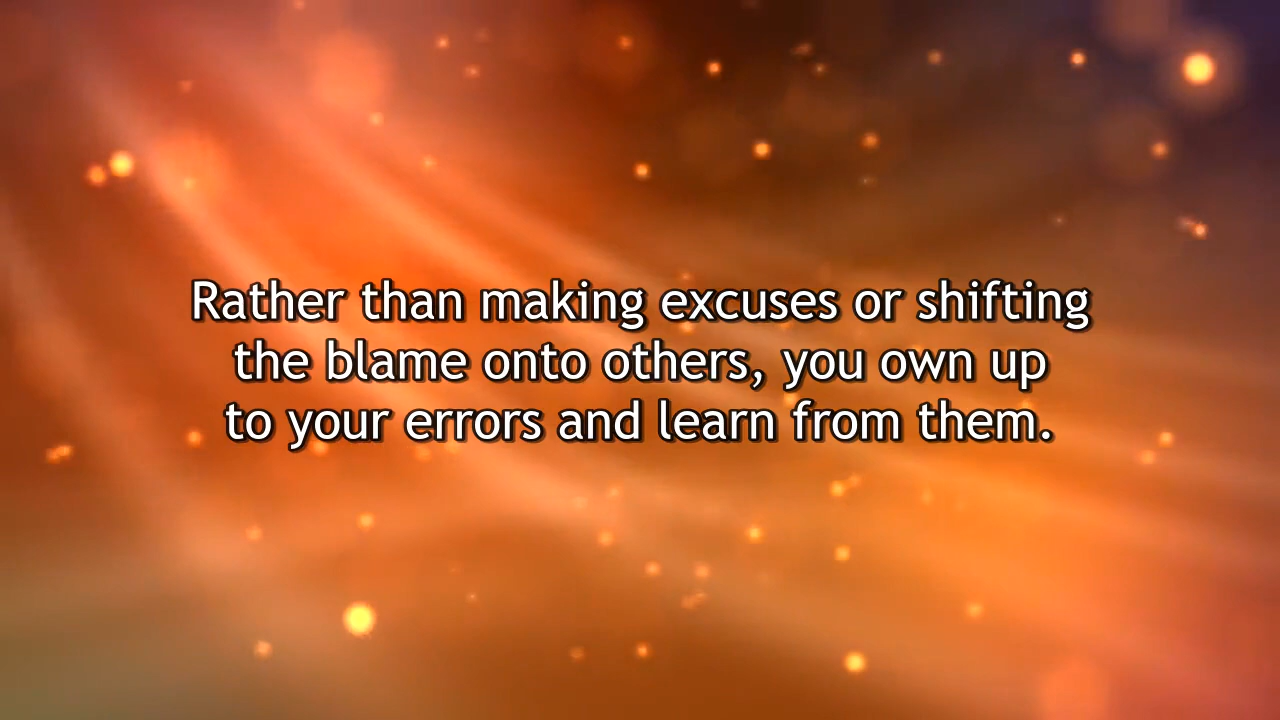 Rather than making excuses or shifting
the blame onto others, you own up
to your errors and learn from them.